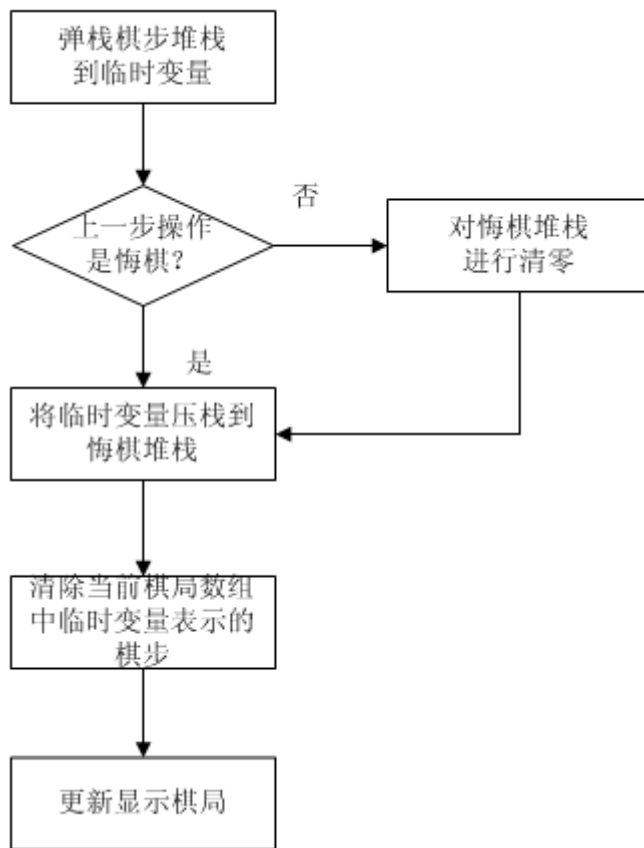 弹栈棋步堆栈
到临时变量
上一步操作
是悔棋？
否
对悔棋堆栈
进行清零
是
将临时变量压栈到
悔棋堆栈
清除当前棋局数组
中临时变量表示的
棋步
更新显示棋局